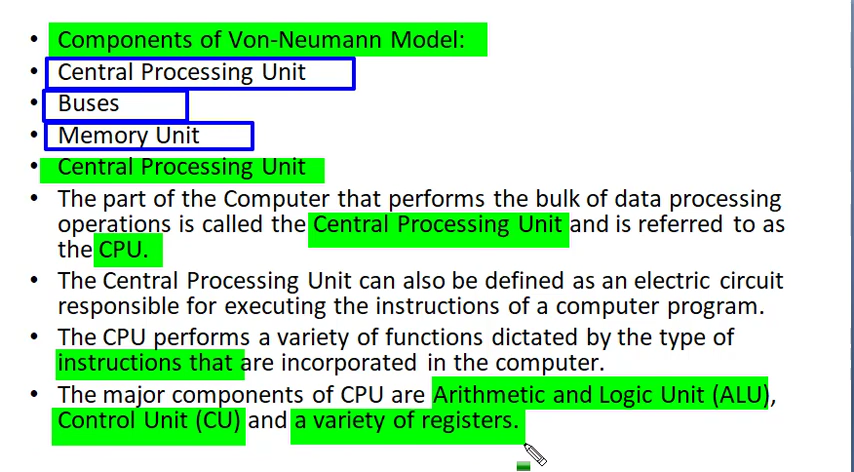 • Components of Von-Neumann Model:
• Central Processing Unit
• Buses
• Memory Unit
• Central Processing Unit
• The part of the Computer that performs the bulk of data processing
operations is called the Central Processing Unit and is referred to as
the CPU.
• The Central Processing Unit can also be defined as an electric circuit
responsible for executing the instructions of a computer program.
• The CPU performs a variety of functions dictated by the type of
instructions that are incorporated in the computer.
• The major components of CPU are Arithmetic and Logic Unit (ALU),
Control Unit (CU) and a variety of registers.